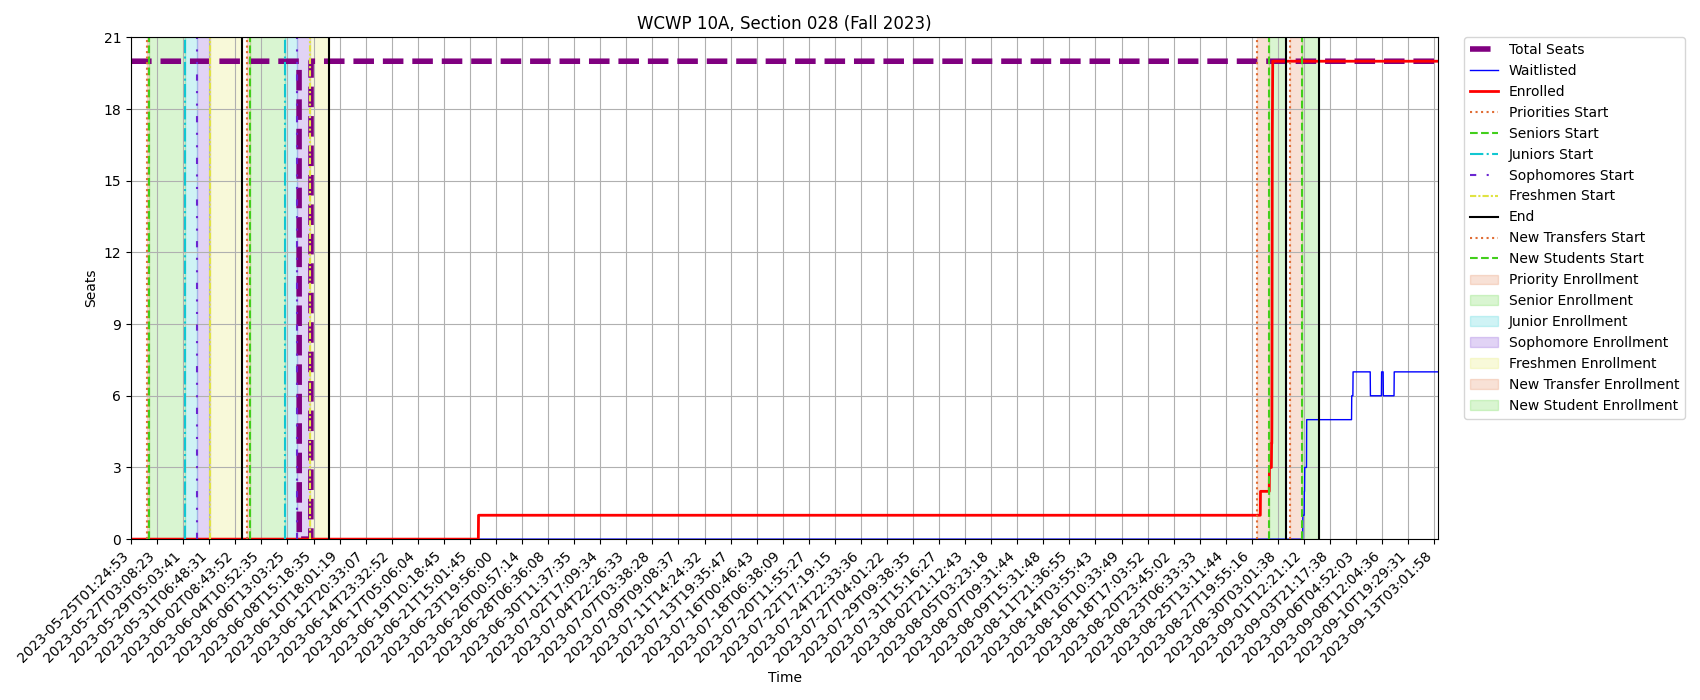 WCWP 10A, Section 028 (Fall 2023)
Seats
21
18
15
12
9
6
3
0
2023-05-25T01:24:53
2023-05-27T03:08:23
2023-05-29T05:03:41
2023-05-31T06:48:31
2023-06-02T08:43:52
2023-06-04T10:52:35
2023-06-06T13:03:25
2023-06-08T15:18:35
2023-06-10T18:01:19
2023-06-12T20:33:07
2023-06-14T23:32:52
2023-06-17T05:06:04
2023-06-19T10:18:45
2023-06-21T15:01:45
2023-06-23T19:56:00
2023-06-26T00:57:14
2023-06-28T06:36:08
2023-06-30T11:37:35
2023-07-02T17:09:34
2023-07-04T22:26:33
2023-07-07T03:38:28
2023-07-09T09:08:37
2023-07-11T14:24:32
2023-07-13T19:35:47
2023-07-16T00:46:43
2023-07-18T06:38:09
2023-07-20T11:55:27
2023-07-22T17:19:15
2023-07-24T22:33:36
2023-07-27T04:01:22
2023-07-29T09:38:35
2023-07-31T15:16:27
2023-08-02T21:12:43
2023-08-05T03:23:18
2023-08-07T09:31:44
2023-08-09T15:31:48
2023-08-11T21:36:55
2023-08-14T03:55:43
2023-08-16T10:33:49
2023-08-18T17:03:52
2023-08-20T23:45:02
2023-08-23T06:33:33
2023-08-25T13:11:44
2023-08-27T19:55:16
2023-08-30T03:01:38
2023-09-01T12:21:12
2023-09-03T21:17:38
2023-09-06T04:52:03
2023-09-08T12:04:36
2023-09-10T19:29:31
2023-09-13T03:01:58
Time
Total Seats
Waitlisted
Enrolled
Priorities Start
Seniors Start
Juniors Start
Sophomores Start
Freshmen Start
End
New Transfers Start
New Students Start
Priority Enrollment
Senior Enrollment
Junior Enrollment
Sophomore Enrollment
Freshmen Enrollment
New Transfer Enrollment
New Student Enrollment